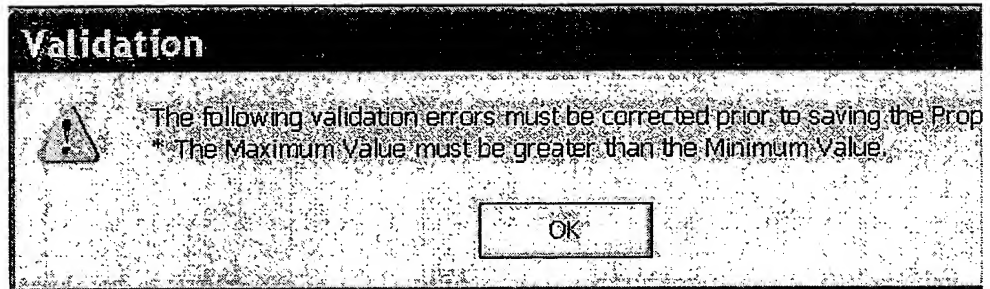 Validation
The following validation errors must be corrected prior to saving the Prop
* The Maximum Value must be greater than the Minimum Value.
OK